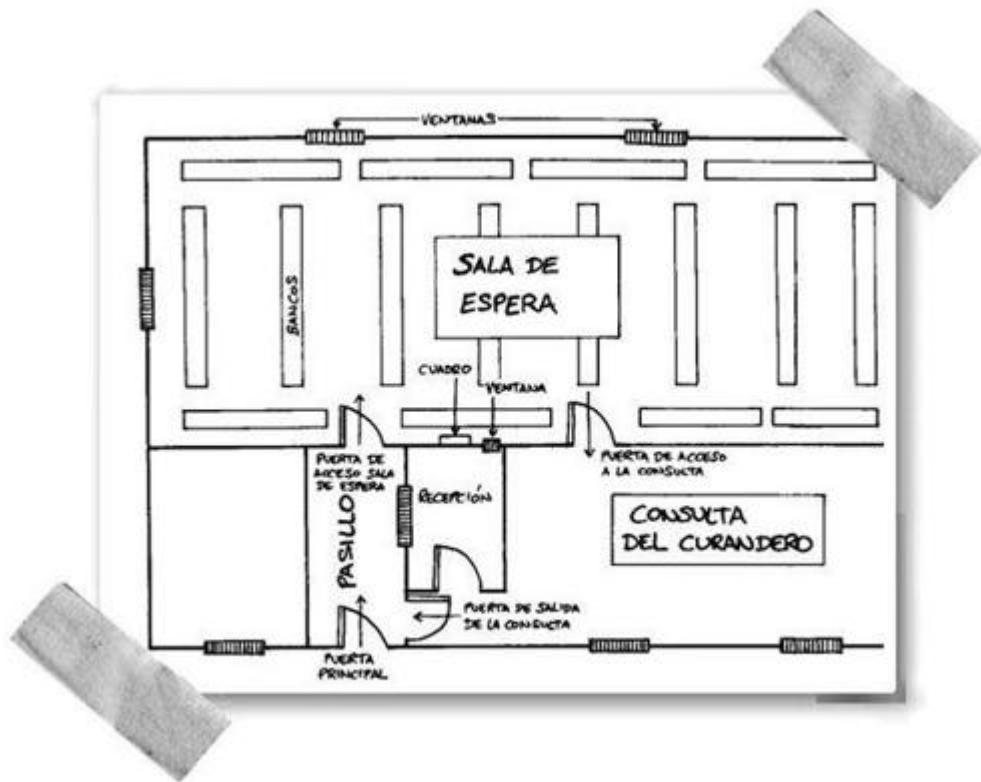 VENTANAS
BANCOS
SALA DE
ESPERA
CUADRO
VENTANA
PUERTA DE
ACCESO SALA
DE ESPERA
PUERTA DE ACCESO
A LA CONSULTA
PASILLO
RECEPCIÓN
CONSULTA
DEL CURANDERO
PUERTA DE SALIDA
DE LA CONSULTA
PUERTA
PRINCIPAL